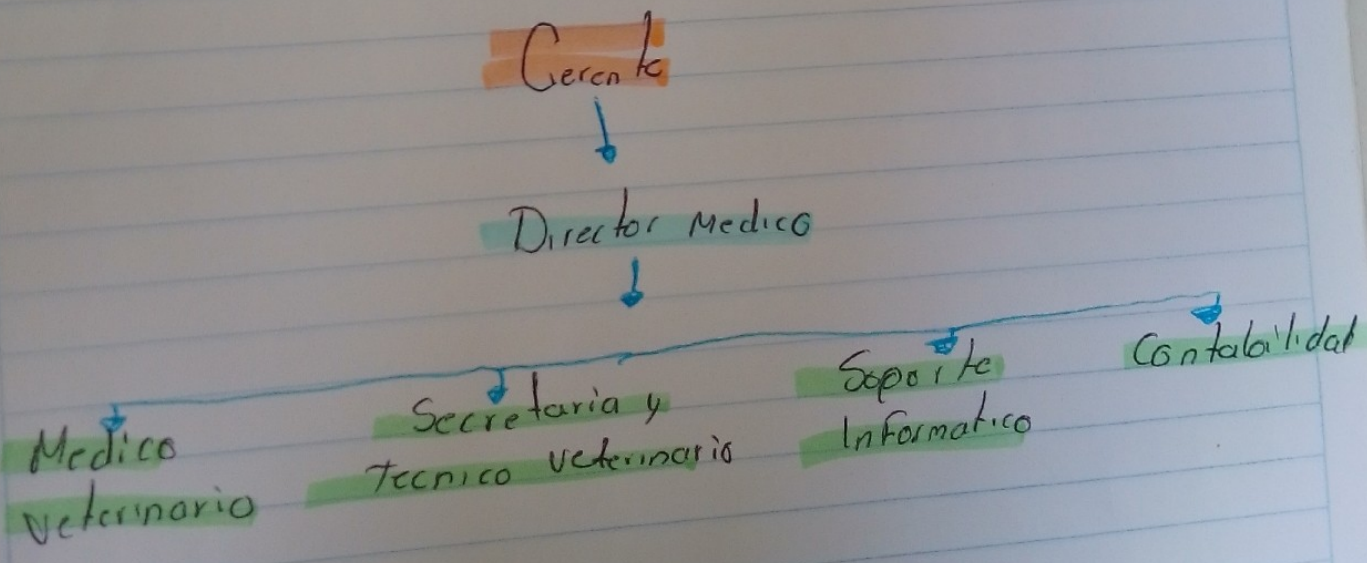 Gerente
Director Medico
Medico
veterinario
Secretaria y
Tecnico veterinario
Soporte
Informatico
Contabilidad